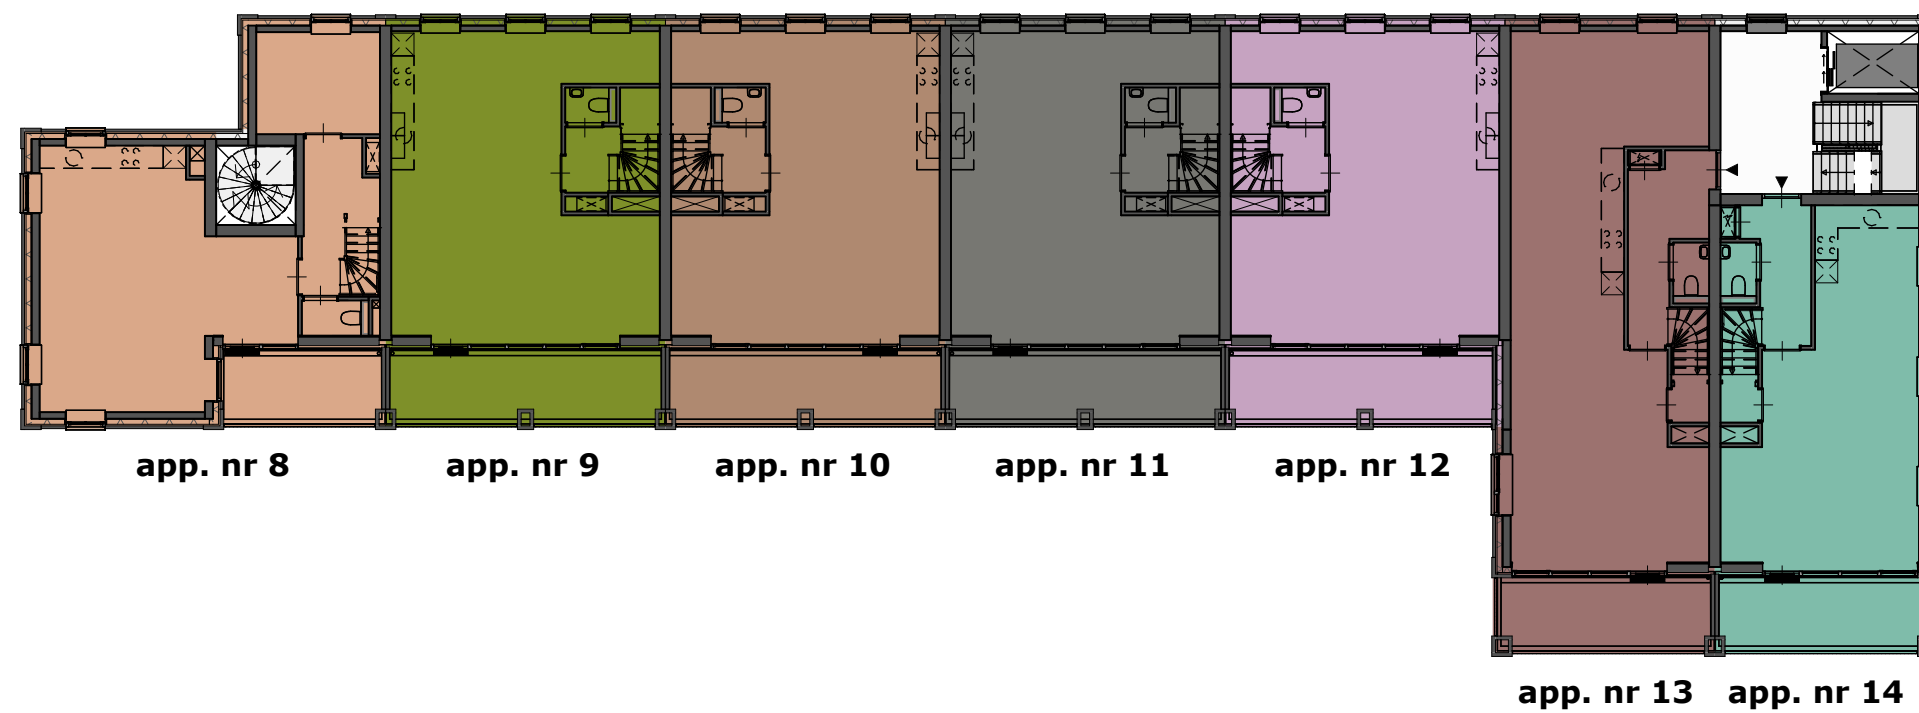 app. nr 8
app. nr 9
app. nr 10
app. nr 11
app. nr 12
app. nr 13
app. nr 14